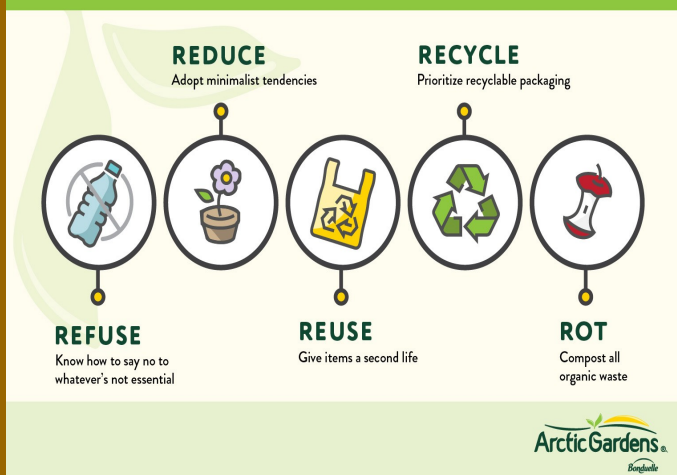 REDUCE
Adopt minimalist tendencies
RECYCLE
Prioritize recyclable packaging
REFUSE
Know how to say no to
whatever's not essential
REUSE
Give items a second life
ROT
Compost all
organic waste
Arctic Gardens®
Bonduelle